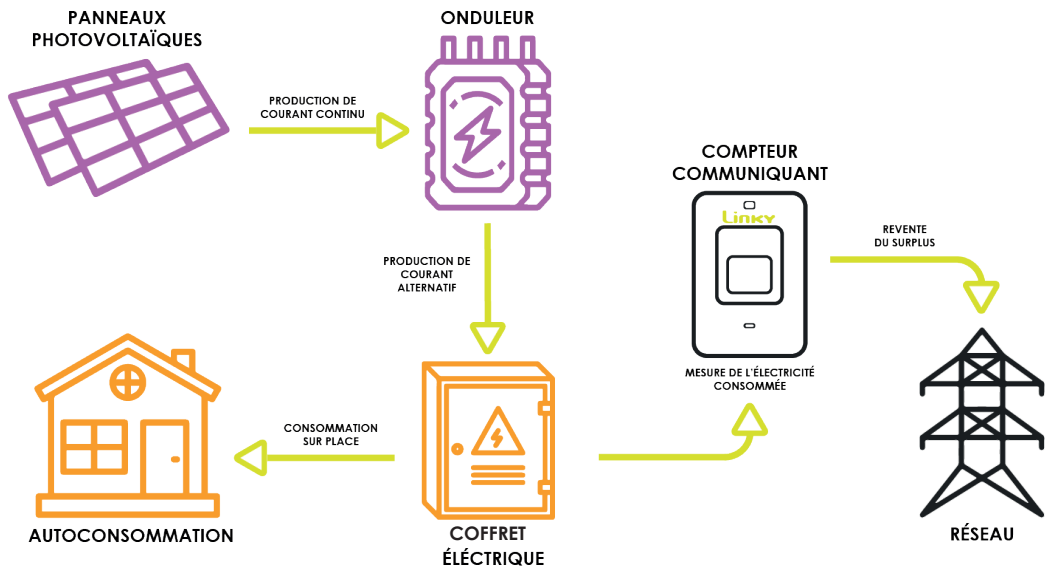 PANNEAUX
PHOTOVOLTAÏQUES
ONDULEUR
PRODUCTION DE
COURANT CONTINU
COMPTEUR
COMMUNIQUANT
Linky
REVENTE
DU SURPLUS
PRODUCTION DE
COURANT
ALTERNATIF
MESURE DE L'ÉLECTRICITÉ
CONSOMMÉE
CONSOMMATION
SUR PLACE
AUTOCONSOMMATION
COFFRET
ÉLÉCTRIQUE
RÉSEAU